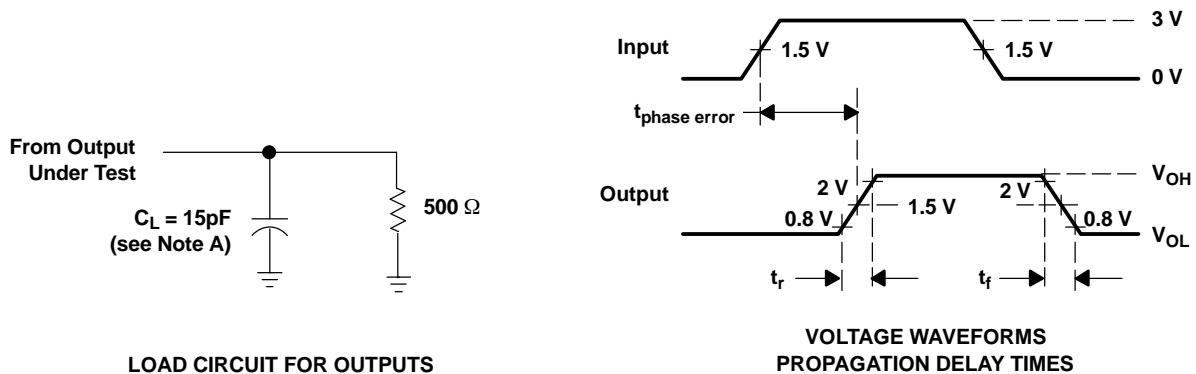 From Output
Under Test
C_L = 15pF
(see Note A)
500 Ω
LOAD CIRCUIT FOR OUTPUTS
Input
1.5 V
1.5 V
3 V
0 V
t_phase error
Output
2 V
0.8 V
1.5 V
2 V
0.8 V
V_OH
V_OL
t_r
t_f
VOLTAGE WAVEFORMS
PROPAGATION DELAY TIMES